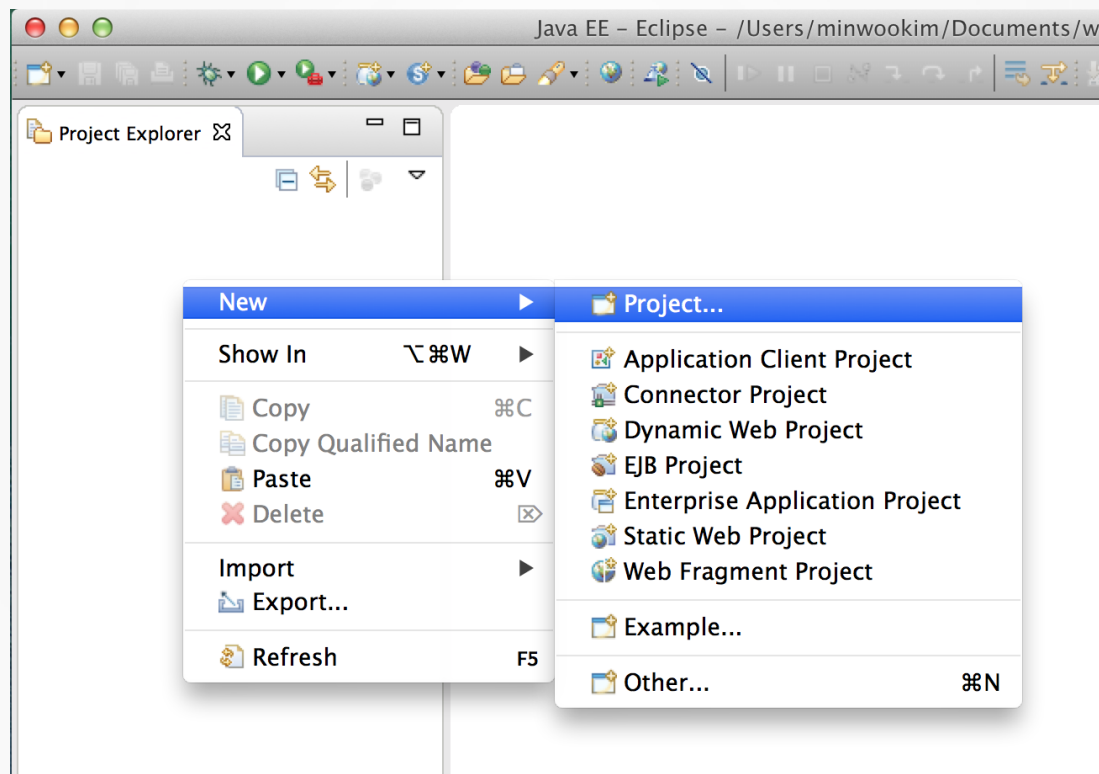 Java EE – Eclipse – /Users/minwookim/Documents/w
Project Explorer
New
Show In ⌥⌘W
Copy ⌘C
Copy Qualified Name
Paste ⌘V
Delete ⌦
Import
Export...
Refresh F5
Project...
Application Client Project
Connector Project
Dynamic Web Project
EJB Project
Enterprise Application Project
Static Web Project
Web Fragment Project
Example...
Other... ⌘N